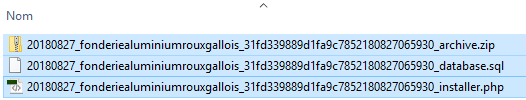 Nom
20180827_fonderiealuminiumrouxgallois_31fd339889d1fa9c7852180827065930_archive.zip
20180827_fonderiealuminiumrouxgallois_31fd339889d1fa9c7852180827065930_database.sql
20180827_fonderiealuminiumrouxgallois_31fd339889d1fa9c7852180827065930_installer.php